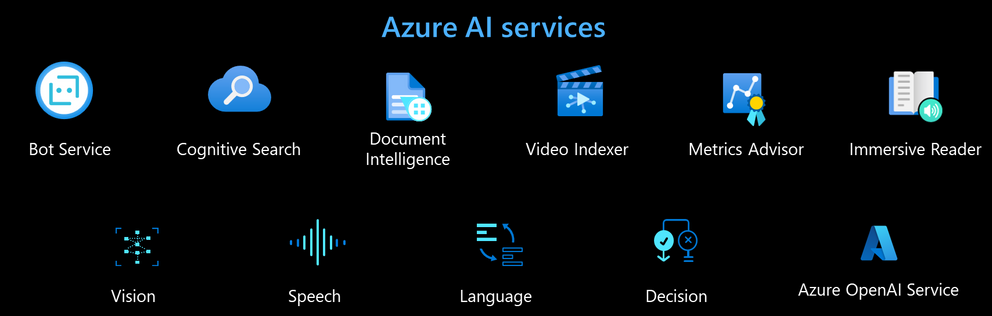 Azure AI services
Bot Service
Cognitive Search
Document
Intelligence
Video Indexer
Metrics Advisor
Immersive Reader
Vision
Speech
Language
Decision
Azure OpenAI Service